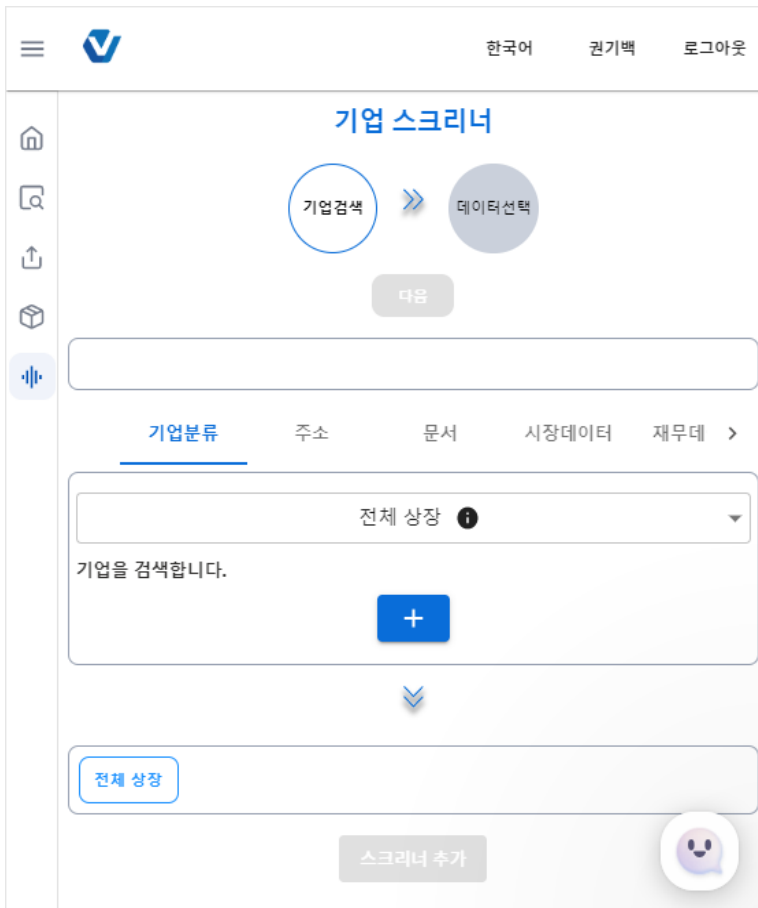 한국어 권기백 로그아웃
기업 스크리너
기업검색 데이터선택
다음
기업분류 주소 문서 시장데이터 재무데
전체 상장
기업을 검색합니다.
전체 상장
스크리너 추가